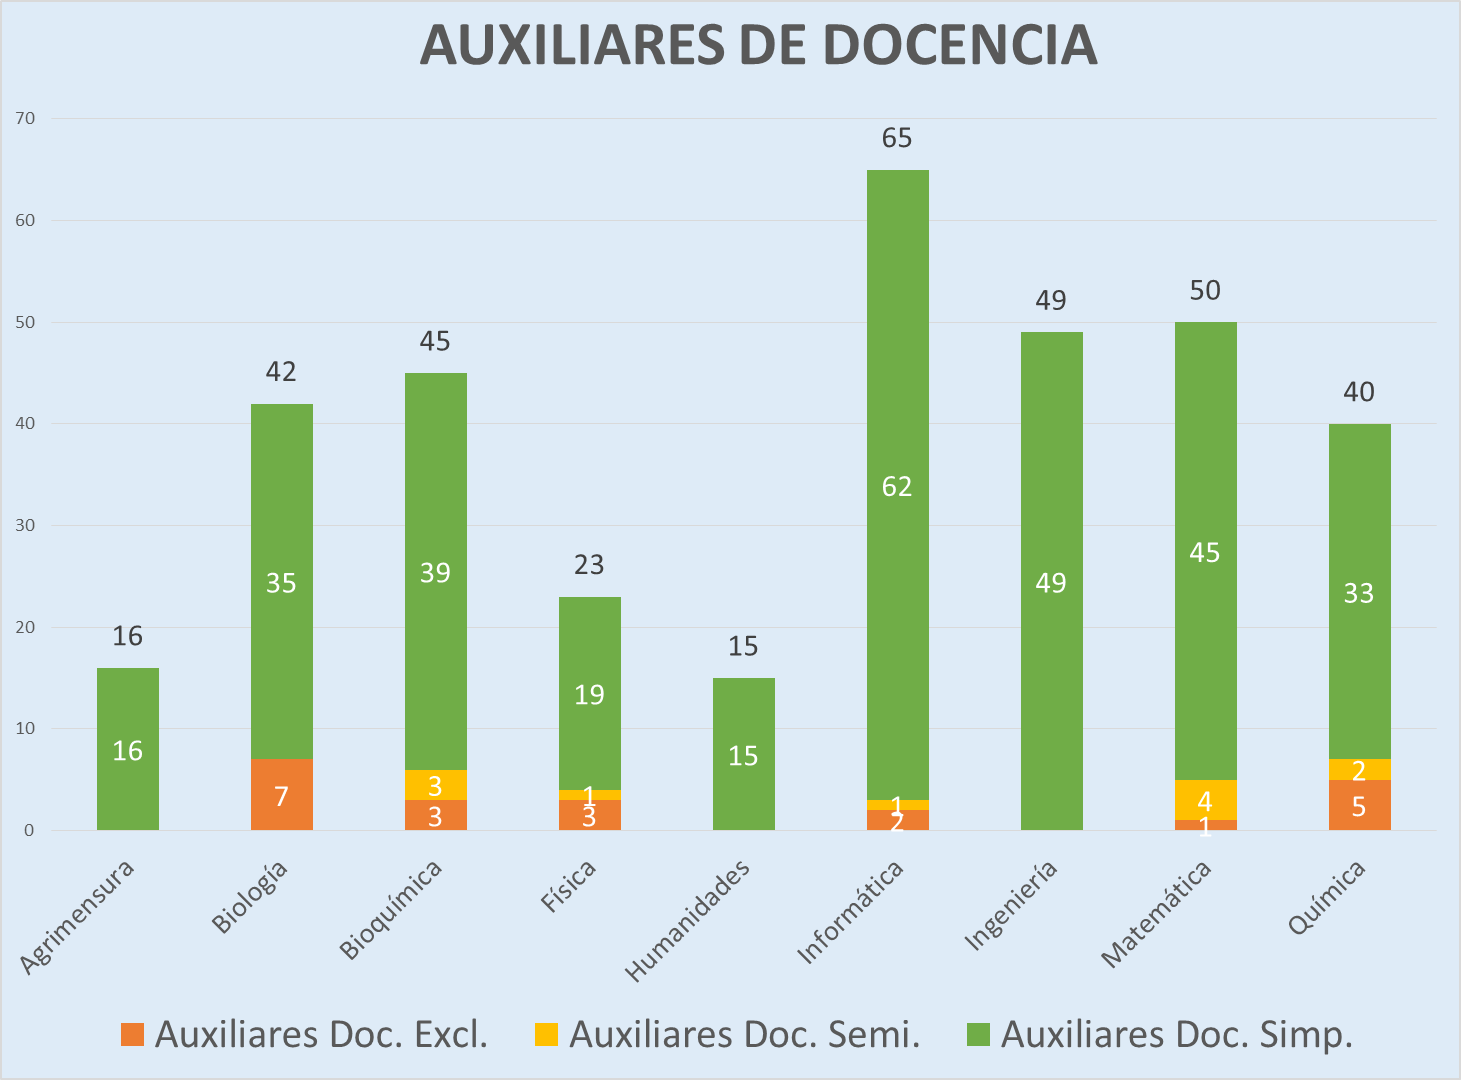 AUXILIARES DE DOCENCIA
70
60
50
40
30
20
10
0
16
42
45
23
15
65
49
50
40
16
35
39
19
15
62
49
45
33
3
1
1
4
2
7
3
3
2
1
5
Agrimensura
Biología
Bioquímica
Física
Humanidades
Informática
Ingeniería
Matemática
Química
Auxiliares Doc. Excl.
Auxiliares Doc. Semi.
Auxiliares Doc. Simp.